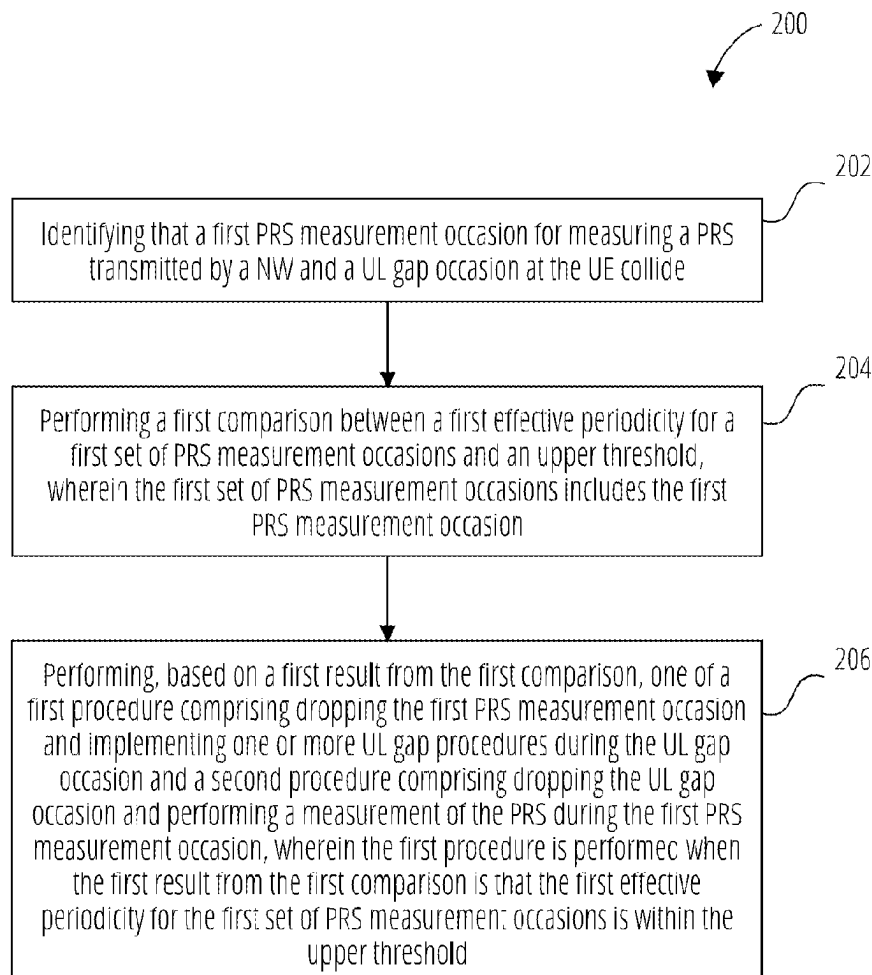 200
202
Identifying that a first PRS measurement occasion for measuring a PRS
transmitted by a NW and a UL gap occasion at the UE collide
204
Performing a first comparison between a first effective periodicity for a
first set of PRS measurement occasions and an upper threshold,
wherein the first set of PRS measurement occasions includes the first
PRS measurement occasion
206
Performing, based on a first result from the first comparison, one of a
first procedure comprising dropping the first PRS measurement occasion
and implementing one or more UL gap procedures during the UL gap
occasion and a second procedure comprising dropping the UL gap
occasion and performing a measurement of the PRS during the first PRS
measurement occasion, wherein the first procedure is performed when
the first result from the first comparison is that the first effective
periodicity for the first set of PRS measurement occasions is within the
upper threshold